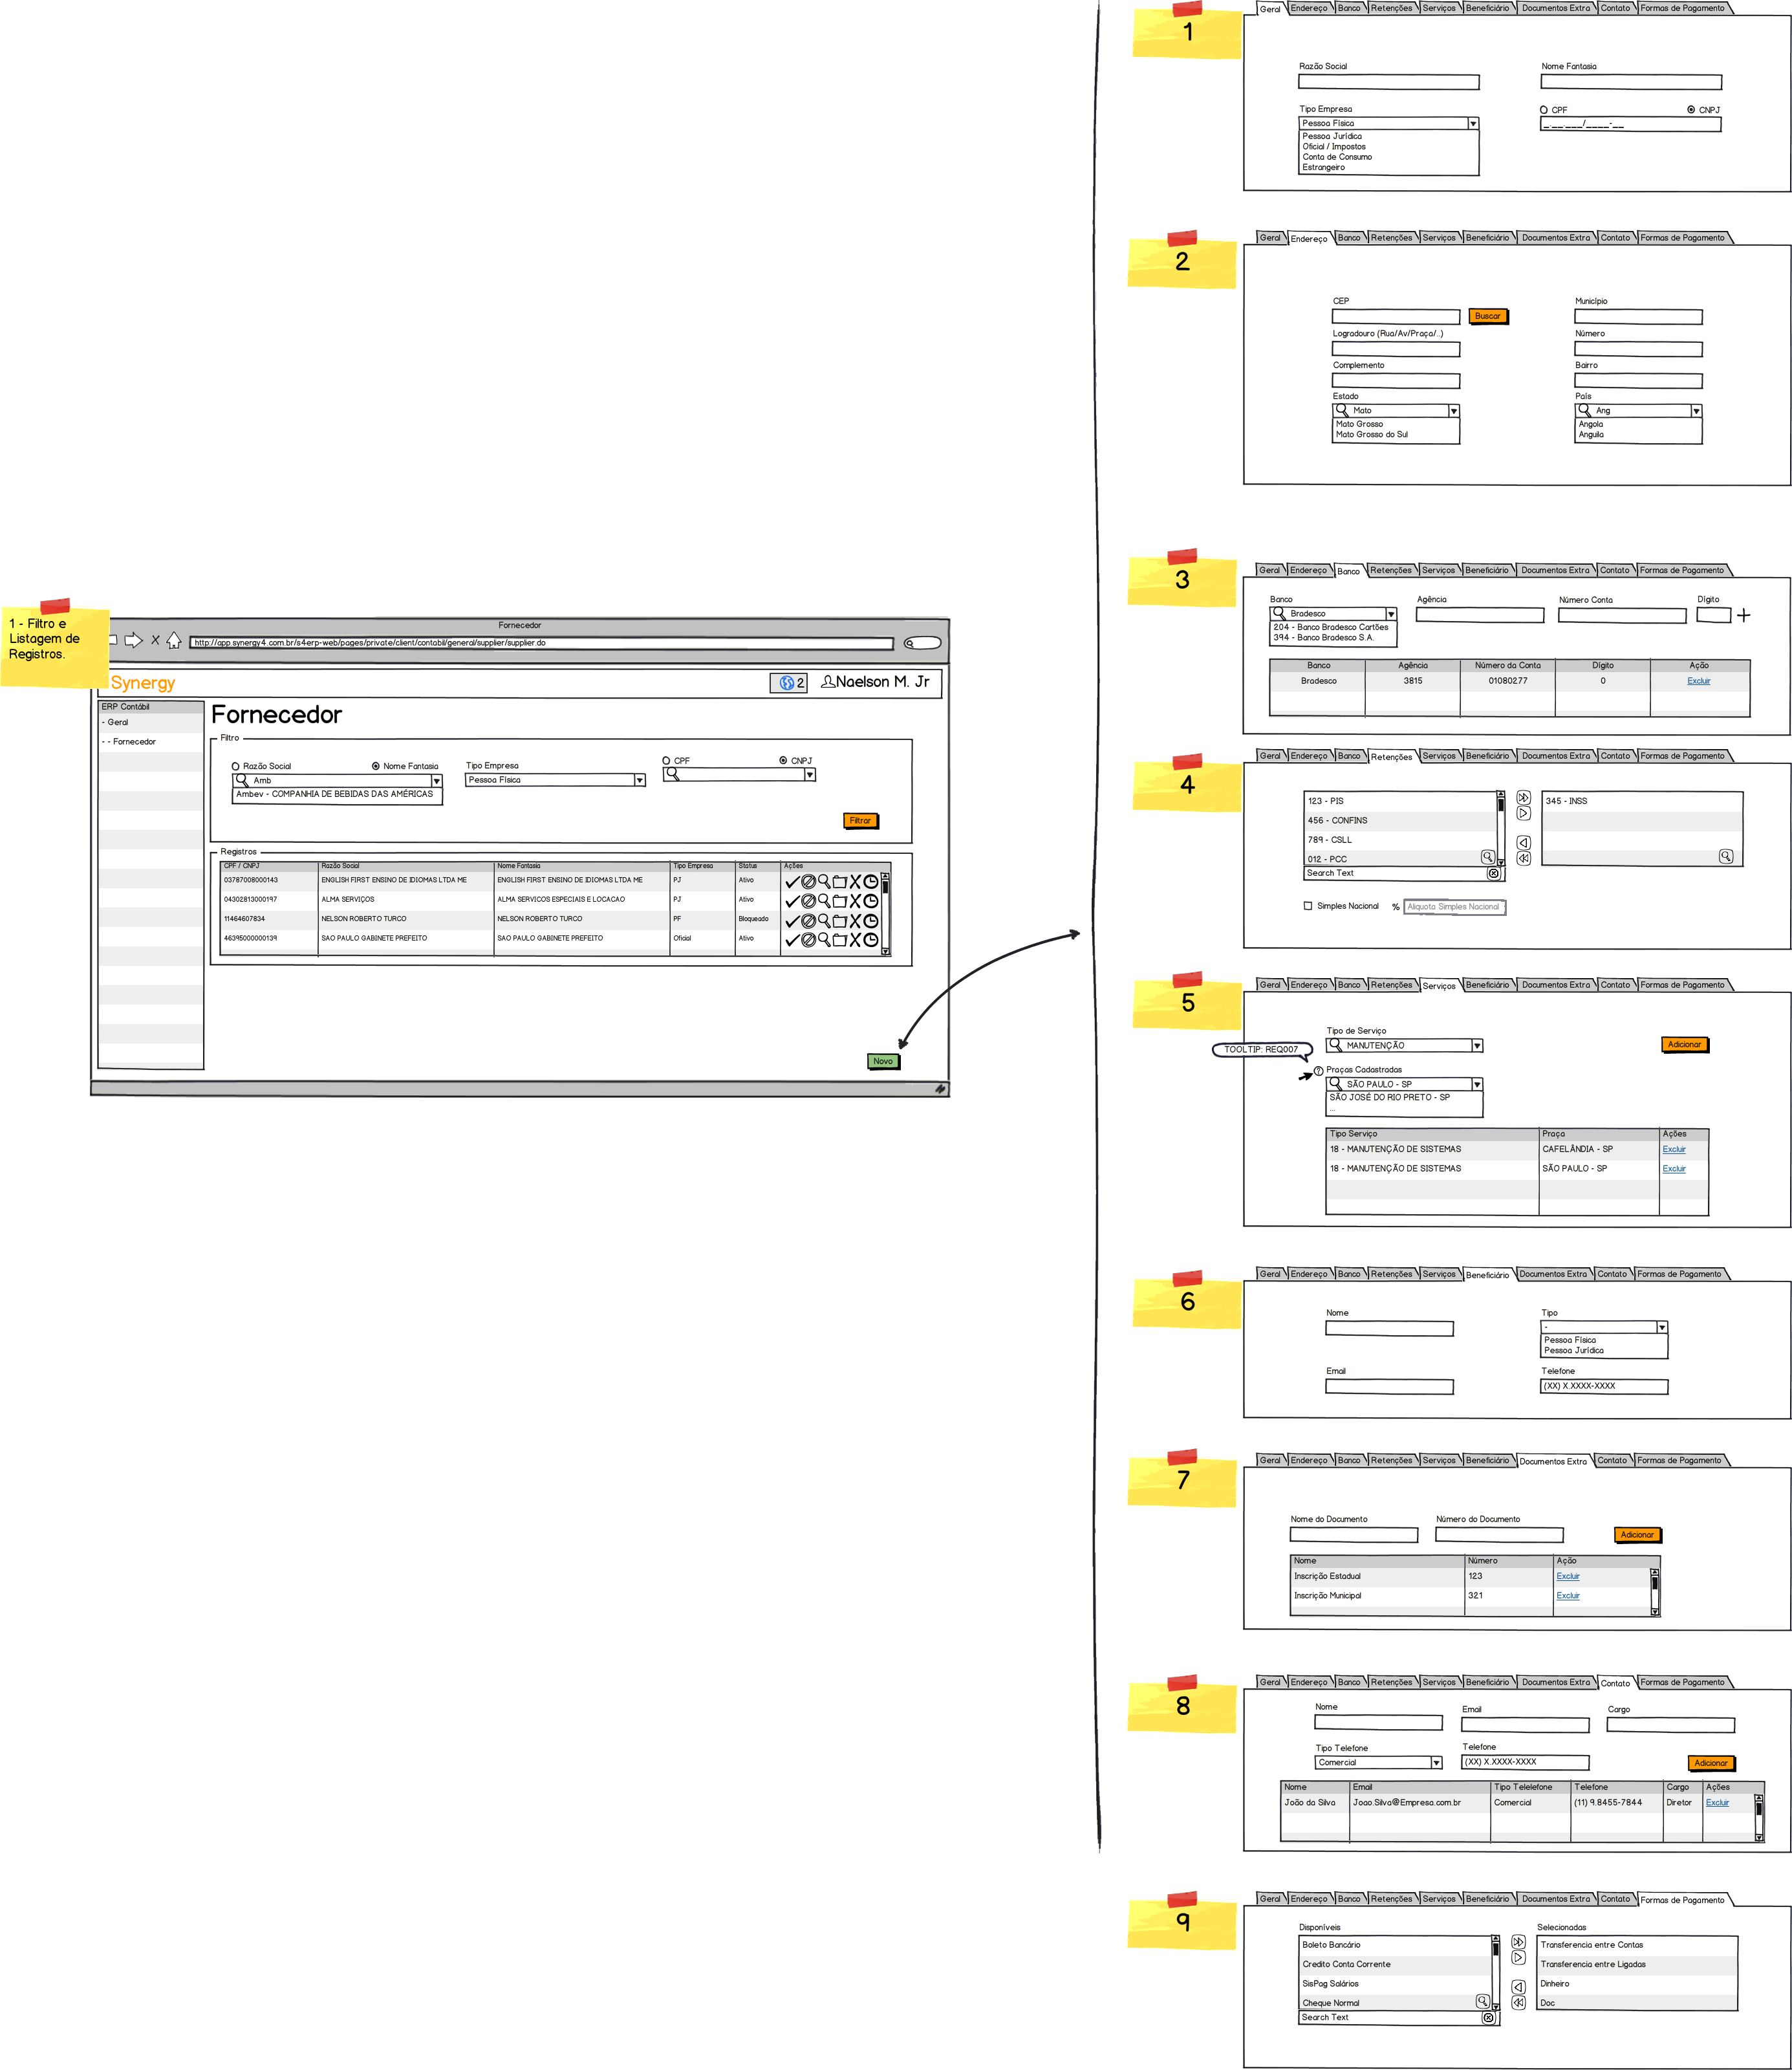 1 - Filtro e
Listagem de
Registros.
Fornecedor
http://app.synergy4.com.br/s4erp-web/pages/private/client/contabil/general/supplier/supplier.do
Synergy
2
Naelson M. Jr
ERP Contábil
- Geral
- - Fornecedor
Fornecedor
Filtro
Razão Social
Nome Fantasia
Tipo Empresa
CPF
CNPJ
Amb
Pessoa Física
Ambev - COMPANHIA DE BEBIDAS DAS AMÉRICAS
Filtrar
Registros
CPF / CNPJ Razão Social Nome Fantasia Tipo Empresa Status Ações
03787008000143 ENGLISH FIRST ENSINO DE IDIOMAS LTDA ME ENGLISH FIRST ENSINO DE IDIOMAS LTDA ME PJ Ativo
04302813000197 ALMA SERVIÇOS ALMA SERVICOS ESPECIAIS E LOCACAO PJ Ativo
11464607834 NELSON ROBERTO TURCO NELSON ROBERTO TURCO PF Bloqueado
46395000000139 SAO PAULO GABINETE PREFEITO SAO PAULO GABINETE PREFEITO Oficial Ativo
Novo
1
Geral Endereço Banco Retenções Serviços Beneficiário Documentos Extra Contato Formas de Pagamento
Razão Social Nome Fantasia
Tipo Empresa CPF CNPJ
Pessoa Física __.___.___/____-__
Pessoa Jurídica
Oficial / Impostos
Conta de Consumo
Estrangeiro
2
Geral Endereço Banco Retenções Serviços Beneficiário Documentos Extra Contato Formas de Pagamento
CEP Município
Buscar
Logradouro (Rua/Av/Praça/..) Número
Complemento Bairro
Estado País
Mato Ang
Mato Grosso Angola
Mato Grosso do Sul Anguila
3
Geral Endereço Banco Retenções Serviços Beneficiário Documentos Extra Contato Formas de Pagamento
Banco Agência Número Conta Dígito
Bradesco
204 - Banco Bradesco Cartões
394 - Banco Bradesco S.A.
Banco Agência Número da Conta Dígito Ação
Bradesco 3815 01080277 0 Excluir
4
Geral Endereço Banco Retenções Serviços Beneficiário Documentos Extra Contato Formas de Pagamento
123 - PIS 345 - INSS
456 - CONFINS
789 - CSLL
012 - PCC
Search Text
Simples Nacional % Aliquota Simples Nacional
5
Geral Endereço Banco Retenções Serviços Beneficiário Documentos Extra Contato Formas de Pagamento
Tipo de Serviço
MANUTENÇÃO Adicionar
TOOLTIP: REQ007
? Praças Cadastradas
SÃO PAULO - SP
SÃO JOSÉ DO RIO PRETO - SP
...
Tipo Serviço Praça Ações
18 - MANUTENÇÃO DE SISTEMAS CAFELÂNDIA - SP Excluir
18 - MANUTENÇÃO DE SISTEMAS SÃO PAULO - SP Excluir
6
Geral Endereço Banco Retenções Serviços Beneficiário Documentos Extra Contato Formas de Pagamento
Nome Tipo
-
Pessoa Física
Pessoa Jurídica
Email Telefone
(XX) X.XXXX-XXXX
7
Geral Endereço Banco Retenções Serviços Beneficiário Documentos Extra Contato Formas de Pagamento
Nome do Documento Número do Documento
Adicionar
Nome Número Ação
Inscrição Estadual 123 Excluir
Inscrição Municipal 321 Excluir
8
Geral Endereço Banco Retenções Serviços Beneficiário Documentos Extra Contato Formas de Pagamento
Nome Email Cargo
Tipo Telefone Telefone
Comercial (XX) X.XXXX-XXXX Adicionar
Nome Email Tipo Telelefone Telefone Cargo Ações
João da Silva Joao.Silva@Empresa.com.br Comercial (11) 9.8455-7844 Diretor Excluir
9
Geral Endereço Banco Retenções Serviços Beneficiário Documentos Extra Contato Formas de Pagamento
Disponíveis Selecionadas
Boleto Bancário Transferencia entre Contas
Credito Conta Corrente Transferencia entre Ligadas
SisPag Salários Dinheiro
Cheque Normal Doc
Search Text